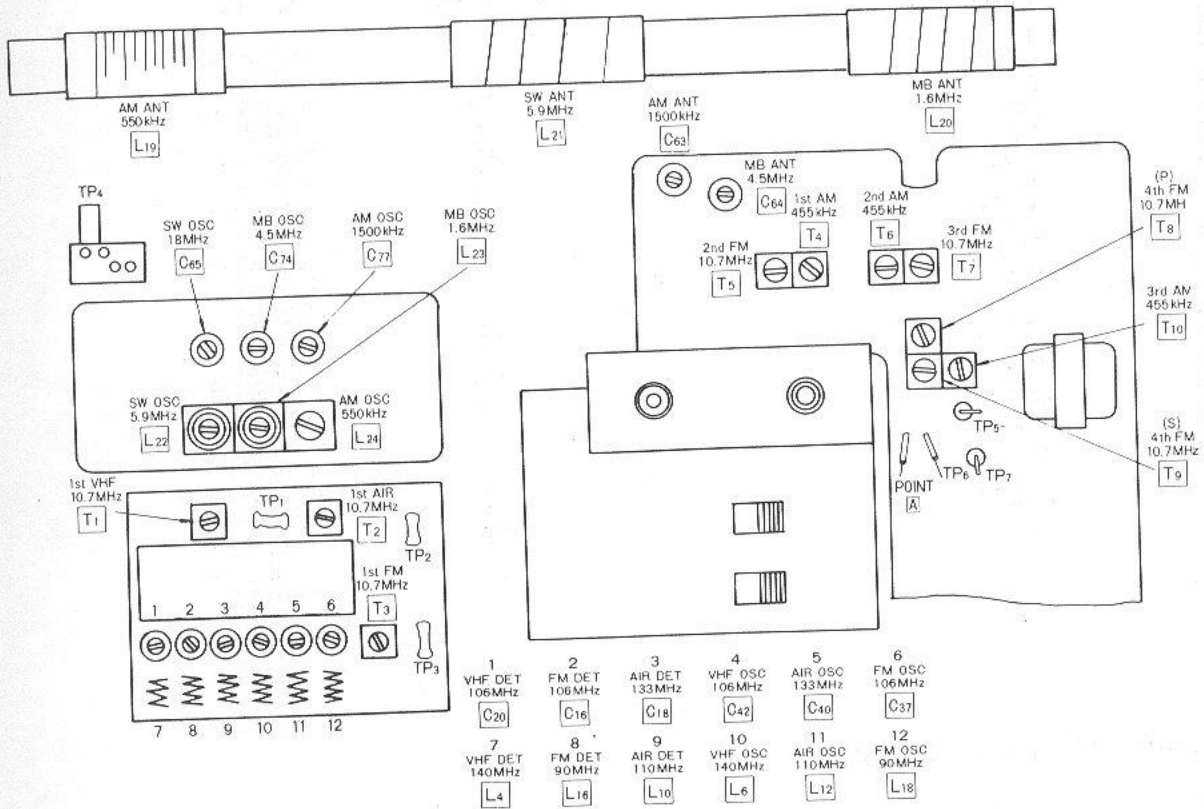 AM ANT
550kHz
L19
SW ANT
5.9MHz
L21
AM ANT
1500kHz
C63
MB ANT
1.6MHz
L20
MB ANT
4.5MHz
C64
1st AM
455kHz
T4
2nd AM
455kHz
T6
(P)
4th FM
10.7MH
T8
2nd FM
10.7MHz
T5
3rd FM
10.7MHz
T7
3rd AM
455kHz
T10
TP4
SW OSC
18MHz
C65
MB OSC
4.5MHz
C74
AM OSC
1500kHz
C77
MB OSC
1.6MHz
L23
SW OSC
5.9MHz
L22
AM OSC
550kHz
L24
TP5
TP6
TP7
POINT
A
(S)
4th FM
10.7MHz
T9
1st VHF
10.7MHz
T1
TP1
1st AIR
10.7MHz
T2
TP2
1st FM
10.7MHz
T3
TP3
1 2 3 4 5 6
7 8 9 10 11 12
1
VHF DET
106MHz
C20
2
FM DET
106MHz
C16
3
AIR DET
133MHz
C18
4
VHF OSC
106MHz
C42
5
AIR OSC
133MHz
C40
6
FM OSC
106MHz
C37
7
VHF DET
140MHz
L4
8
FM DET
90MHz
L16
9
AIR DET
110MHz
L10
10
VHF OSC
140MHz
L6
11
AIR OSC
110MHz
L12
12
FM OSC
90MHz
L18